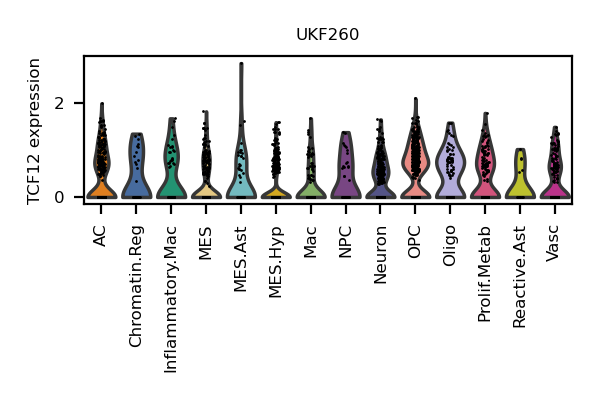 UKF260
TCF12 expression
2
0
AC
Chromatin.Reg
Inflammatory.Mac
MES
MES.Ast
MES.Hyp
Mac
NPC
Neuron
OPC
Oligo
Prolif.Metab
Reactive.Ast
Vasc